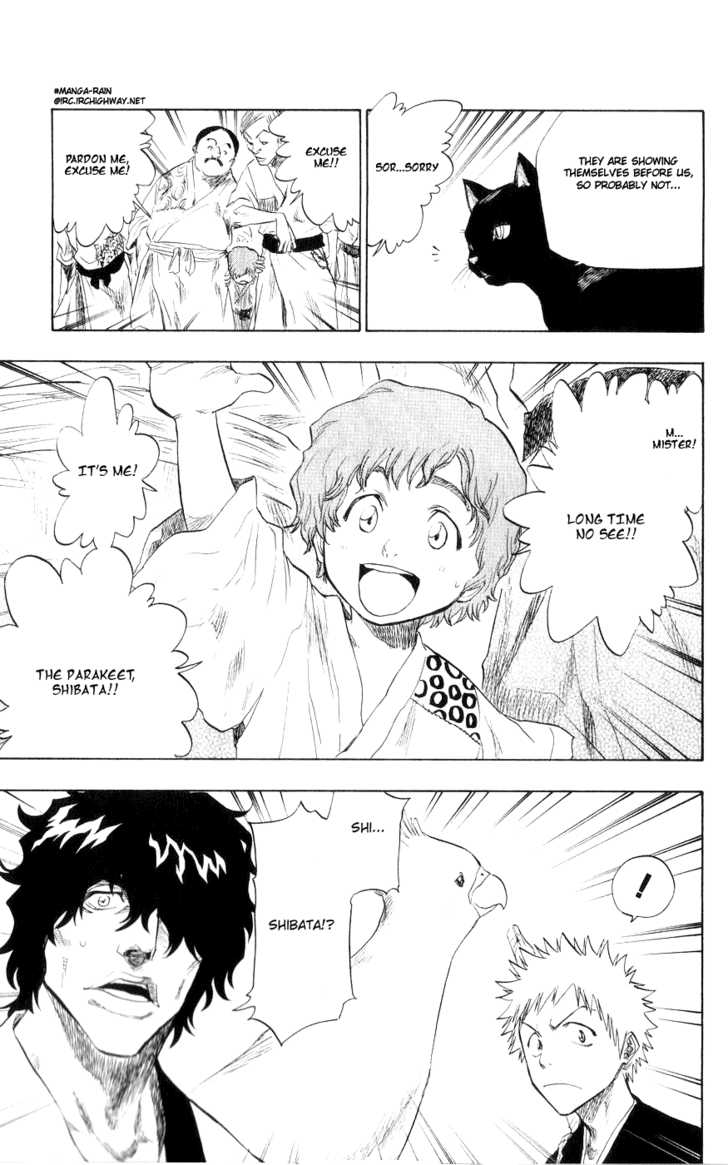 #MANGA-RAIN
@IRC.IRCHIGHWAY.NET
THEY ARE SHOWING
THEMSELVES BEFORE US,
SO PROBABLY NOT...
SOR...SORRY
EXCUSE
ME!!
PARDON ME,
EXCUSE ME!
M...
MISTER!
LONG TIME
NO SEE!!
IT'S ME!
THE PARAKEET,
SHIBATA!!
!
SHI...
SHIBATA!?